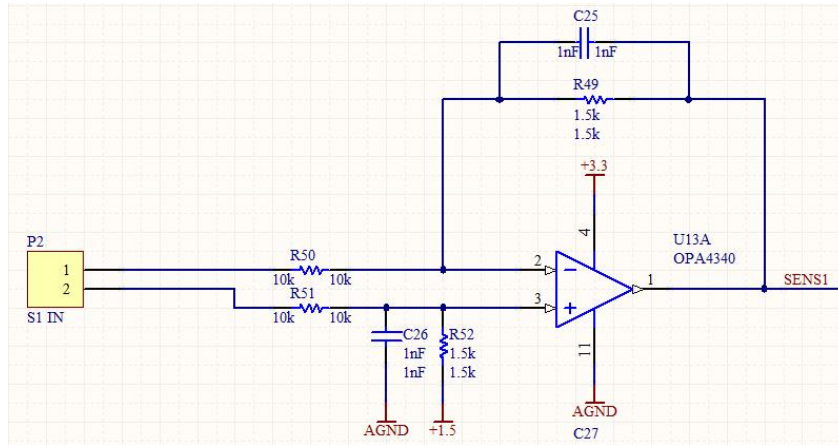 C25
1nF 1nF
R49
1.5k
1.5k
+3.3
4
U13A
OPA4340
P2
1
2
S1 IN
R50
10k 10k
R51
10k 10k
2
3
1
SENS1
C26
1nF
1nF
R52
1.5k
1.5k
11
AGND
+1.5
AGND
C27